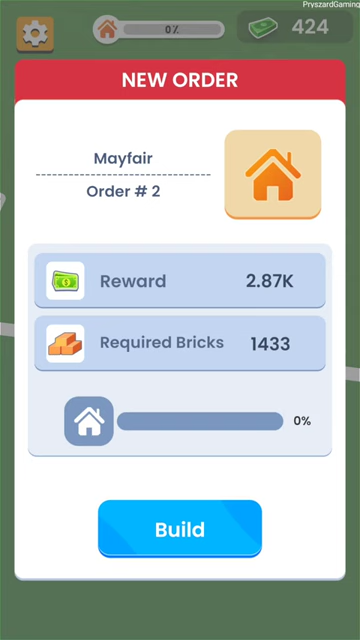 PryszardGaming
0%
424
NEW ORDER
Mayfair
Order # 2
Reward 2.87K
Required Bricks 1433
0%
Build